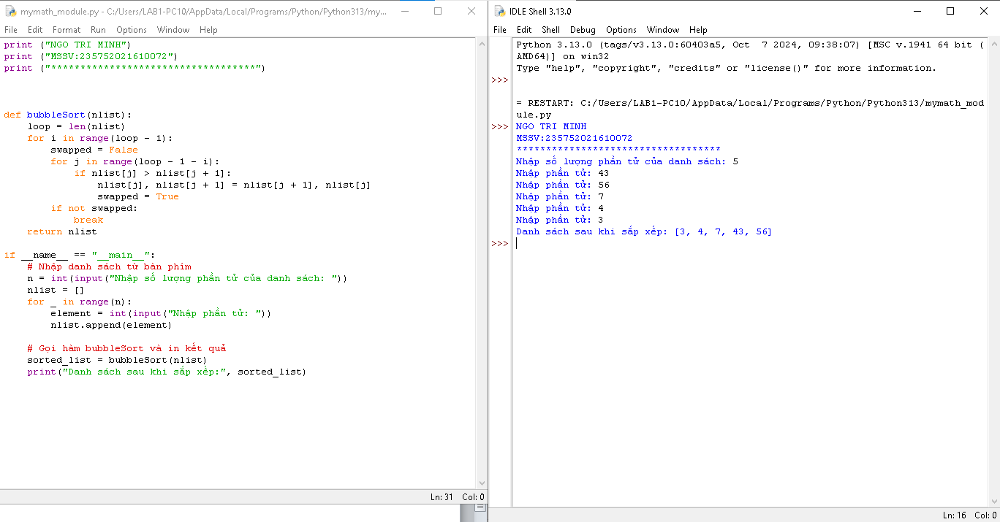 mymath_module.py - C:/Users/LAB1-PC10/AppData/Local/Programs/Python/Python313/my...
File Edit Format Run Options Window Help
print ("NGO TRI MINH")
print ("MSSV:235752021610072")
print ("***********************************")
def bubbleSort(nlist):
    loop = len(nlist)
    for i in range(loop - 1):
        swapped = False
        for j in range(loop - 1 - i):
            if nlist[j] > nlist[j + 1]:
                nlist[j], nlist[j + 1] = nlist[j + 1], nlist[j]
                swapped = True
        if not swapped:
            break
    return nlist
if __name__ == "__main__":
    # Nhập danh sách từ bàn phím
    n = int(input("Nhập số lượng phần tử của danh sách: "))
    nlist = []
    for _ in range(n):
        element = int(input("Nhập phần tử: "))
        nlist.append(element)
    # Gọi hàm bubbleSort và in kết quả
    sorted_list = bubbleSort(nlist)
    print("Danh sách sau khi sắp xếp:", sorted_list)
Ln: 31 Col: 0
IDLE Shell 3.13.0
File Edit Shell Debug Options Window Help
Python 3.13.0 (tags/v3.13.0:60403a5, Oct  7 2024, 09:38:07) [MSC v.1941 64 bit (
AMD64)] on win32
Type "help", "copyright", "credits" or "license()" for more information.
>>>
= RESTART: C:/Users/LAB1-PC10/AppData/Local/Programs/Python/Python313/mymath_mod
ule.py
>>> NGO TRI MINH
MSSV:235752021610072
***********************************
Nhập số lượng phần tử của danh sách: 5
Nhập phần tử: 43
Nhập phần tử: 56
Nhập phần tử: 7
Nhập phần tử: 4
Nhập phần tử: 3
Danh sách sau khi sắp xếp: [3, 4, 7, 43, 56]
>>>
Ln: 16 Col: 0